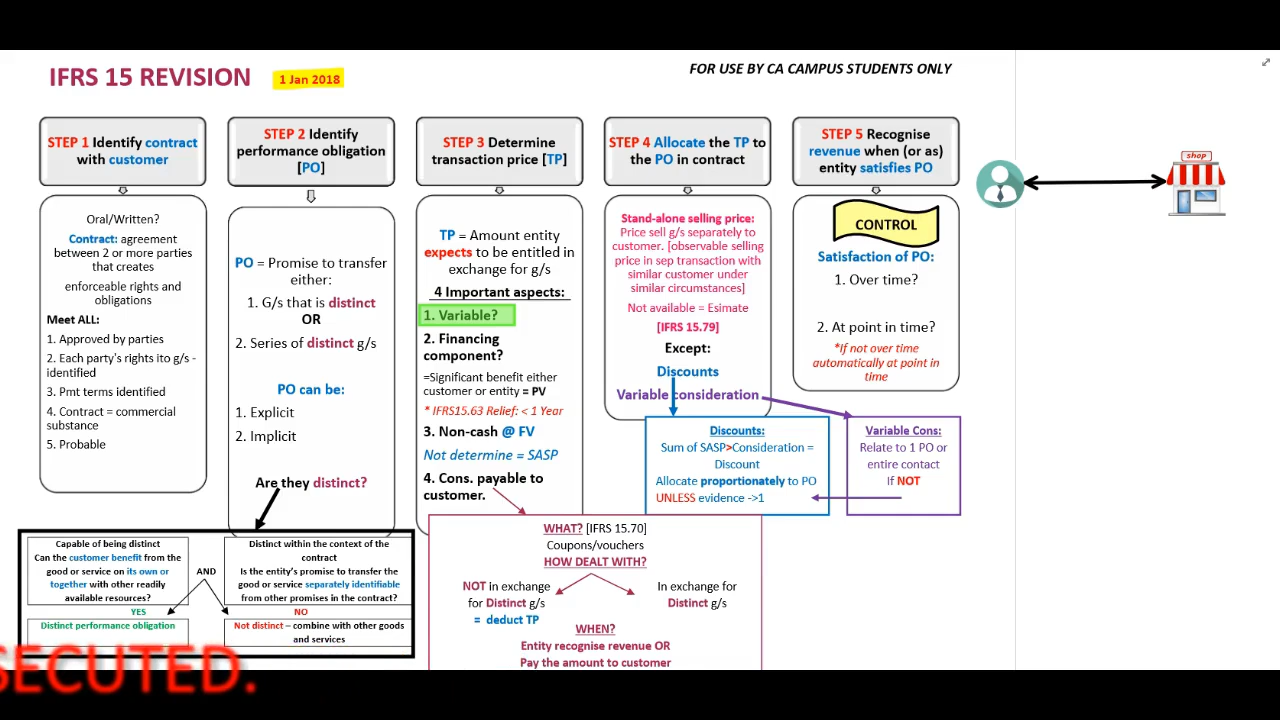 IFRS 15 REVISION
1 Jan 2018
FOR USE BY CA CAMPUS STUDENTS ONLY
STEP 1 Identify contract
with customer
Oral/Written?
Contract: agreement
between 2 or more parties
that creates
enforceable rights and
obligations
Meet ALL:
1. Approved by parties
2. Each party's rights ito g/s -
identified
3. Pmt terms identified
4. Contract = commercial
substance
5. Probable
STEP 2 Identify
performance obligation
[PO]
PO = Promise to transfer
either:
1. G/s that is distinct
OR
2. Series of distinct g/s
PO can be:
1. Explicit
2. Implicit
Are they distinct?
Capable of being distinct
Can the customer benefit from the
good or service on its own or
together with other readily
available resources?
AND
Distinct within the context of the
contract
Is the entity's promise to transfer the
good or service separately identifiable
from other promises in the contract?
YES
NO
Distinct performance obligation
Not distinct – combine with other goods
and services
STEP 3 Determine
transaction price [TP]
TP = Amount entity
expects to be entitled in
exchange for g/s
4 Important aspects:
1. Variable?
2. Financing
component?
=Significant benefit either
customer or entity = PV
* IFRS15.63 Relief: < 1 Year
3. Non-cash @ FV
Not determine = SASP
4. Cons. payable to
customer.
WHAT? [IFRS 15.70]
Coupons/vouchers
HOW DEALT WITH?
NOT in exchange
for Distinct g/s
= deduct TP
In exchange for
Distinct g/s
WHEN?
Entity recognise revenue OR
Pay the amount to customer
STEP 4 Allocate the TP to
the PO in contract
Stand-alone selling price:
Price sell g/s separately to
customer. [observable selling
price in sep transaction with
similar customer under
similar circumstances]
Not available = Esimate
[IFRS 15.79]
Except:
Discounts
Variable consideration
Discounts:
Sum of SASP>Consideration =
Discount
Allocate proportionately to PO
UNLESS evidence ->1
Variable Cons:
Relate to 1 PO or
entire contact
If NOT
STEP 5 Recognise
revenue when (or as)
entity satisfies PO
CONTROL
Satisfaction of PO:
1. Over time?
2. At point in time?
*If not over time
automatically at point in
time
shop
SECUTED.